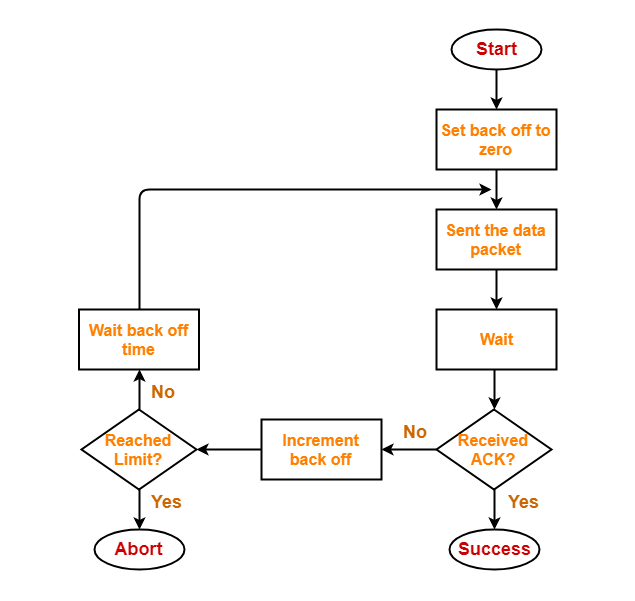 Start
Set back off to
zero
Sent the data
packet
Wait
Received
ACK?
Yes
Success
No
Increment
back off
Reached
Limit?
Yes
Abort
No
Wait back off
time